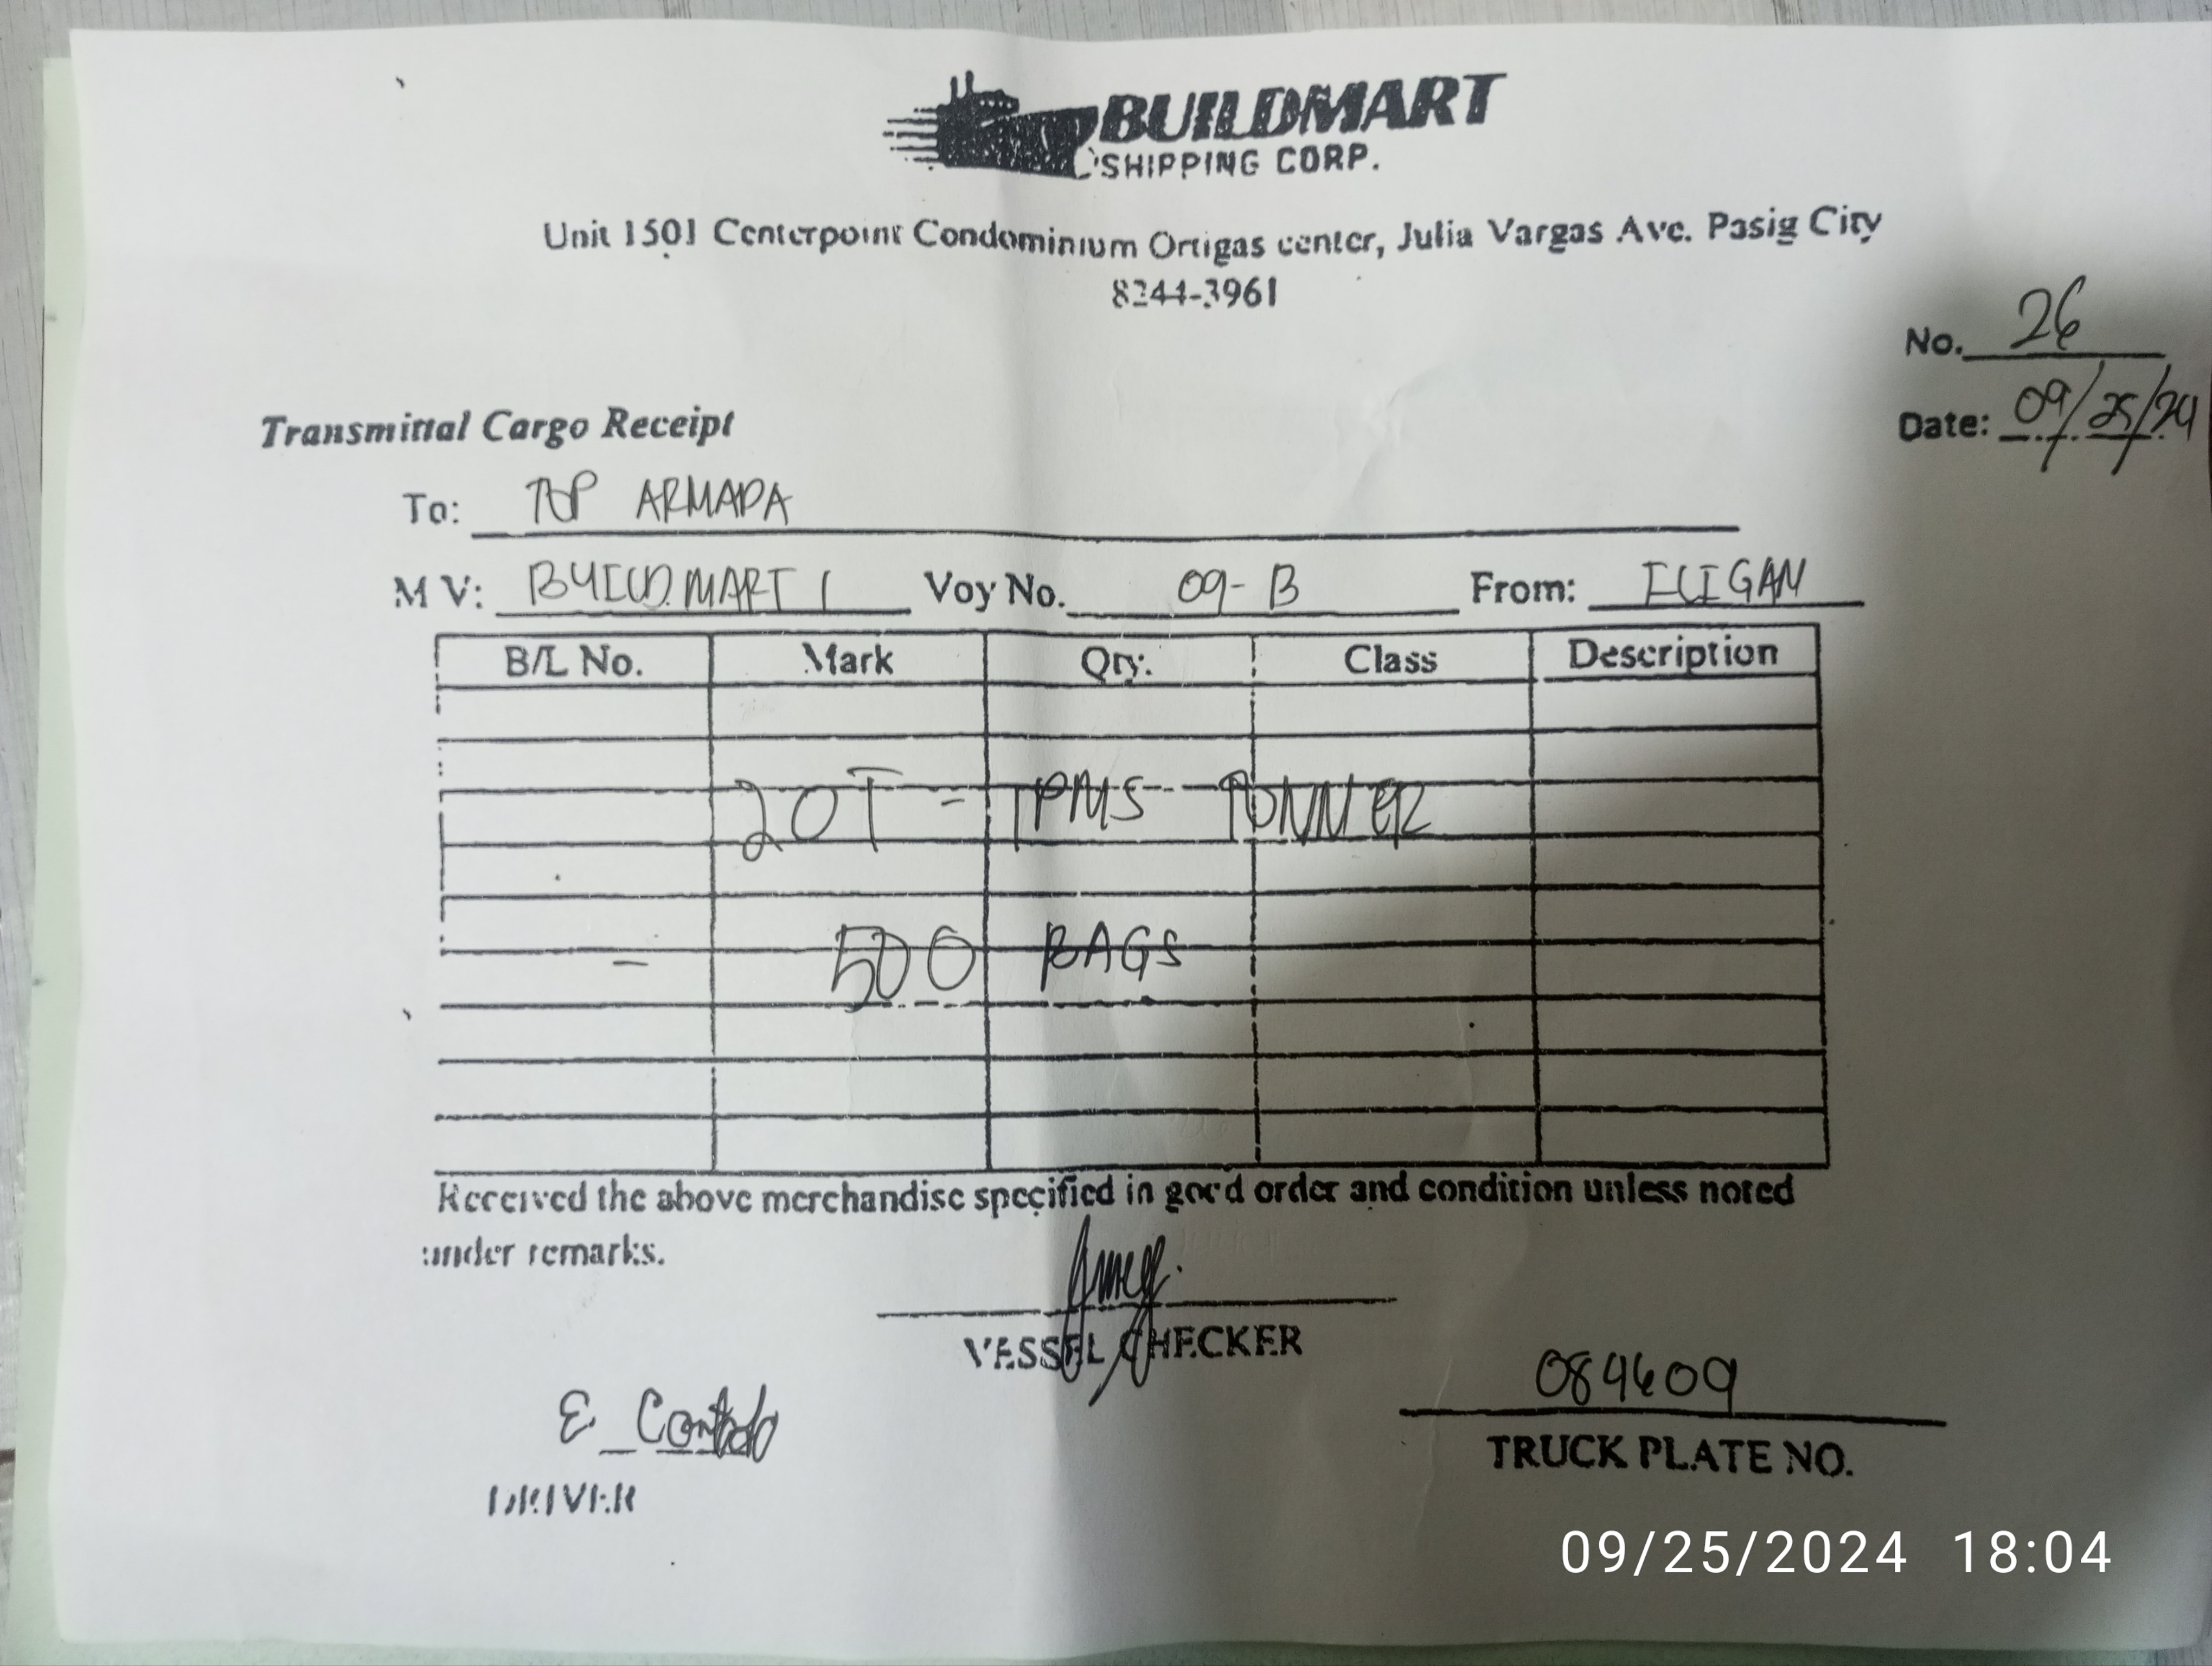 BUILDMART
SHIPPING CORP.
Unit 1501 Centerpoint Condominium Ortigas center, Julia Vargas Ave. Pasig City
8244-3961
No. 26
Date: 09/25/24
Transmittal Cargo Receipt
To: TOP ARMADA
M V: BUILDMART 1 Voy No. 09-B From: ILIGAN
B/L No. Mark Qty. Class Description
20T - TPMS TONNER
- 500 BAGS
Received the above merchandise specified in good order and condition unless noted
under remarks.
VESSEL CHECKER
084609
TRUCK PLATE NO.
E
DRIVER
09/25/2024 18:04